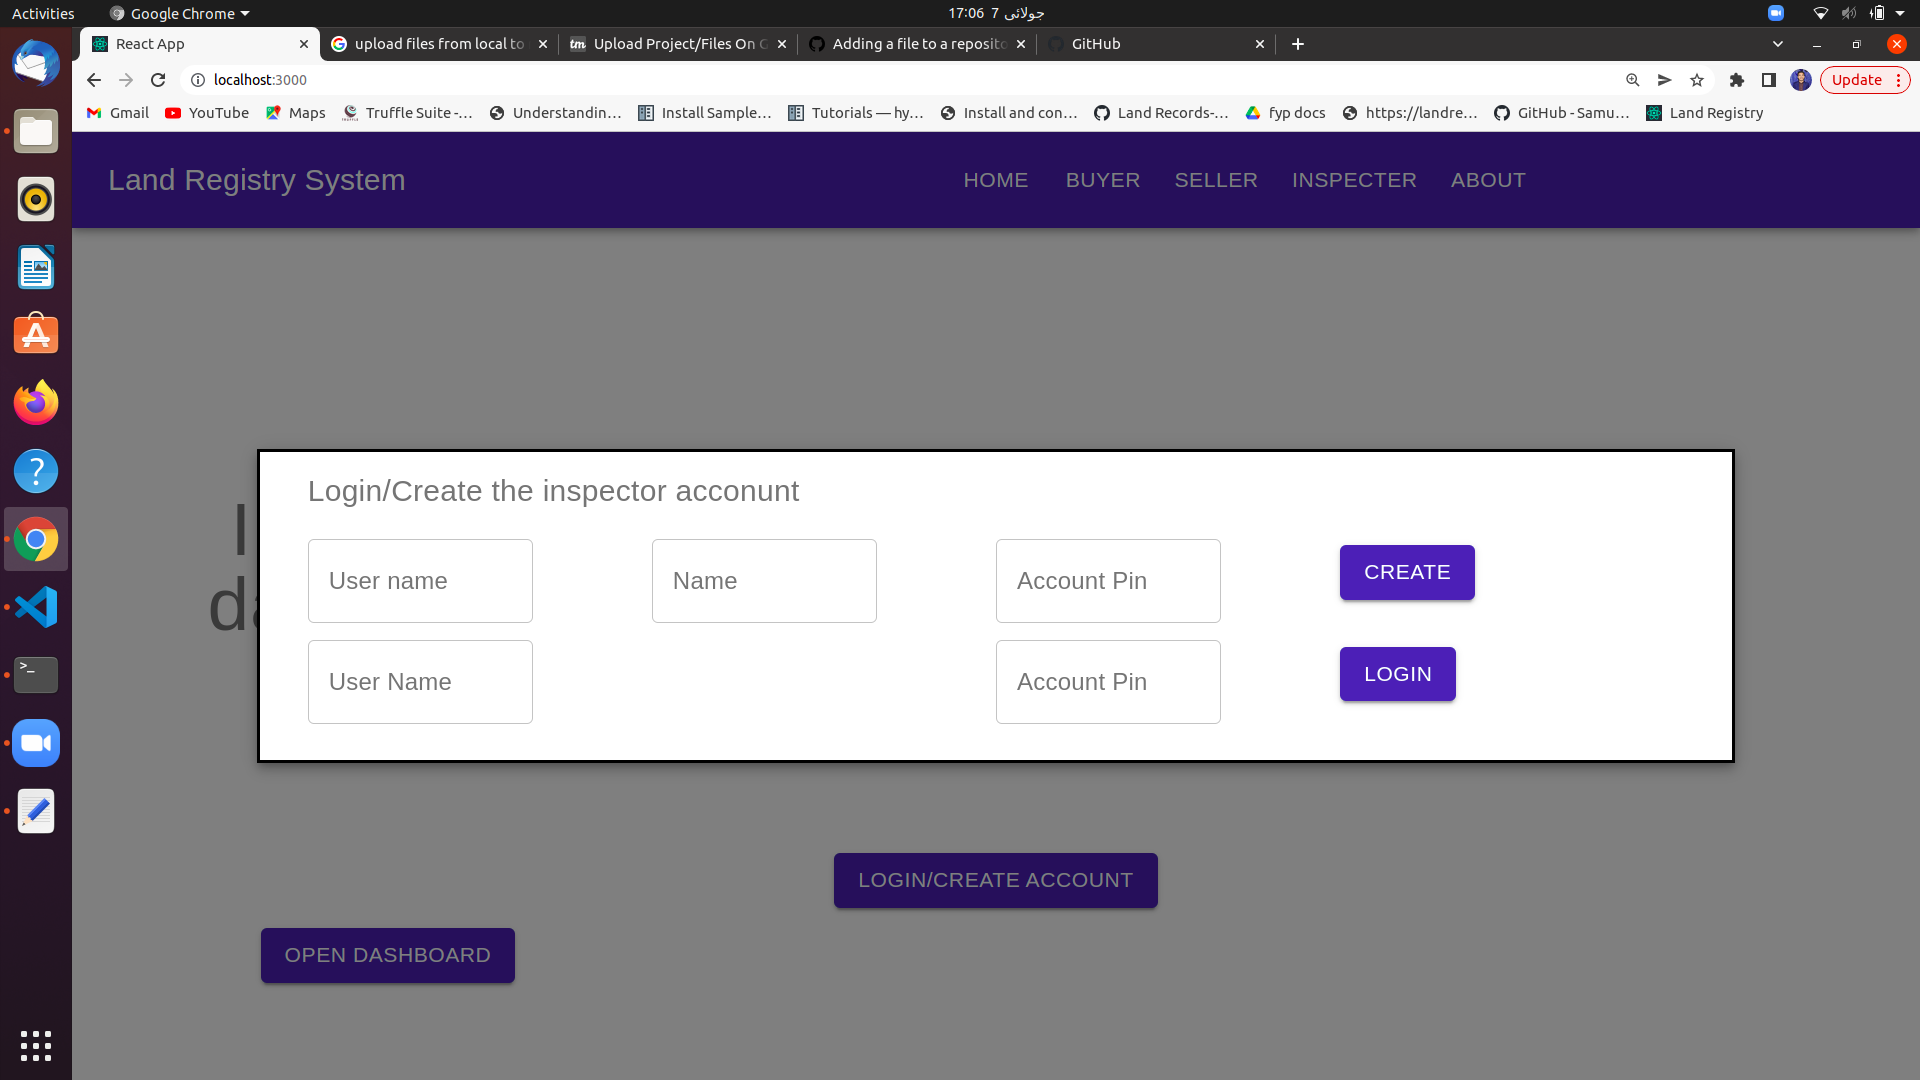 Activities
Google Chrome
جولائی 7 17:06
React App
upload files from local to
Upload Project/Files On G
Adding a file to a reposito
GitHub
localhost:3000
Update
Gmail
YouTube
Maps
Truffle Suite -...
Understandin...
Install Sample...
Tutorials — hy...
Install and con...
Land Records-...
fyp docs
https://landre...
GitHub - Samu...
Land Registry
Land Registry System
HOME
BUYER
SELLER
INSPECTER
ABOUT
Login/Create the inspector acconunt
User name
Name
Account Pin
CREATE
User Name
Account Pin
LOGIN
LOGIN/CREATE ACCOUNT
OPEN DASHBOARD